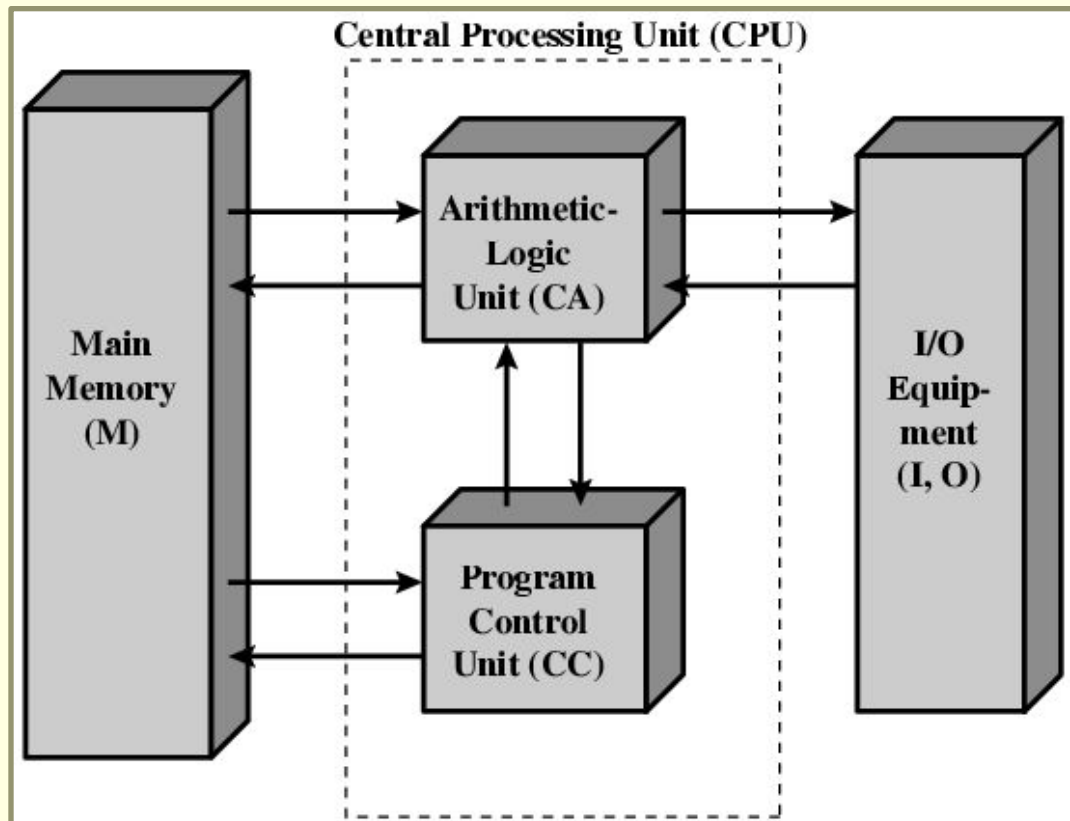 Central Processing Unit (CPU)
Main
Memory
(M)
Arithmetic-
Logic
Unit (CA)
Program
Control
Unit (CC)
I/O
Equip-
ment
(I, O)